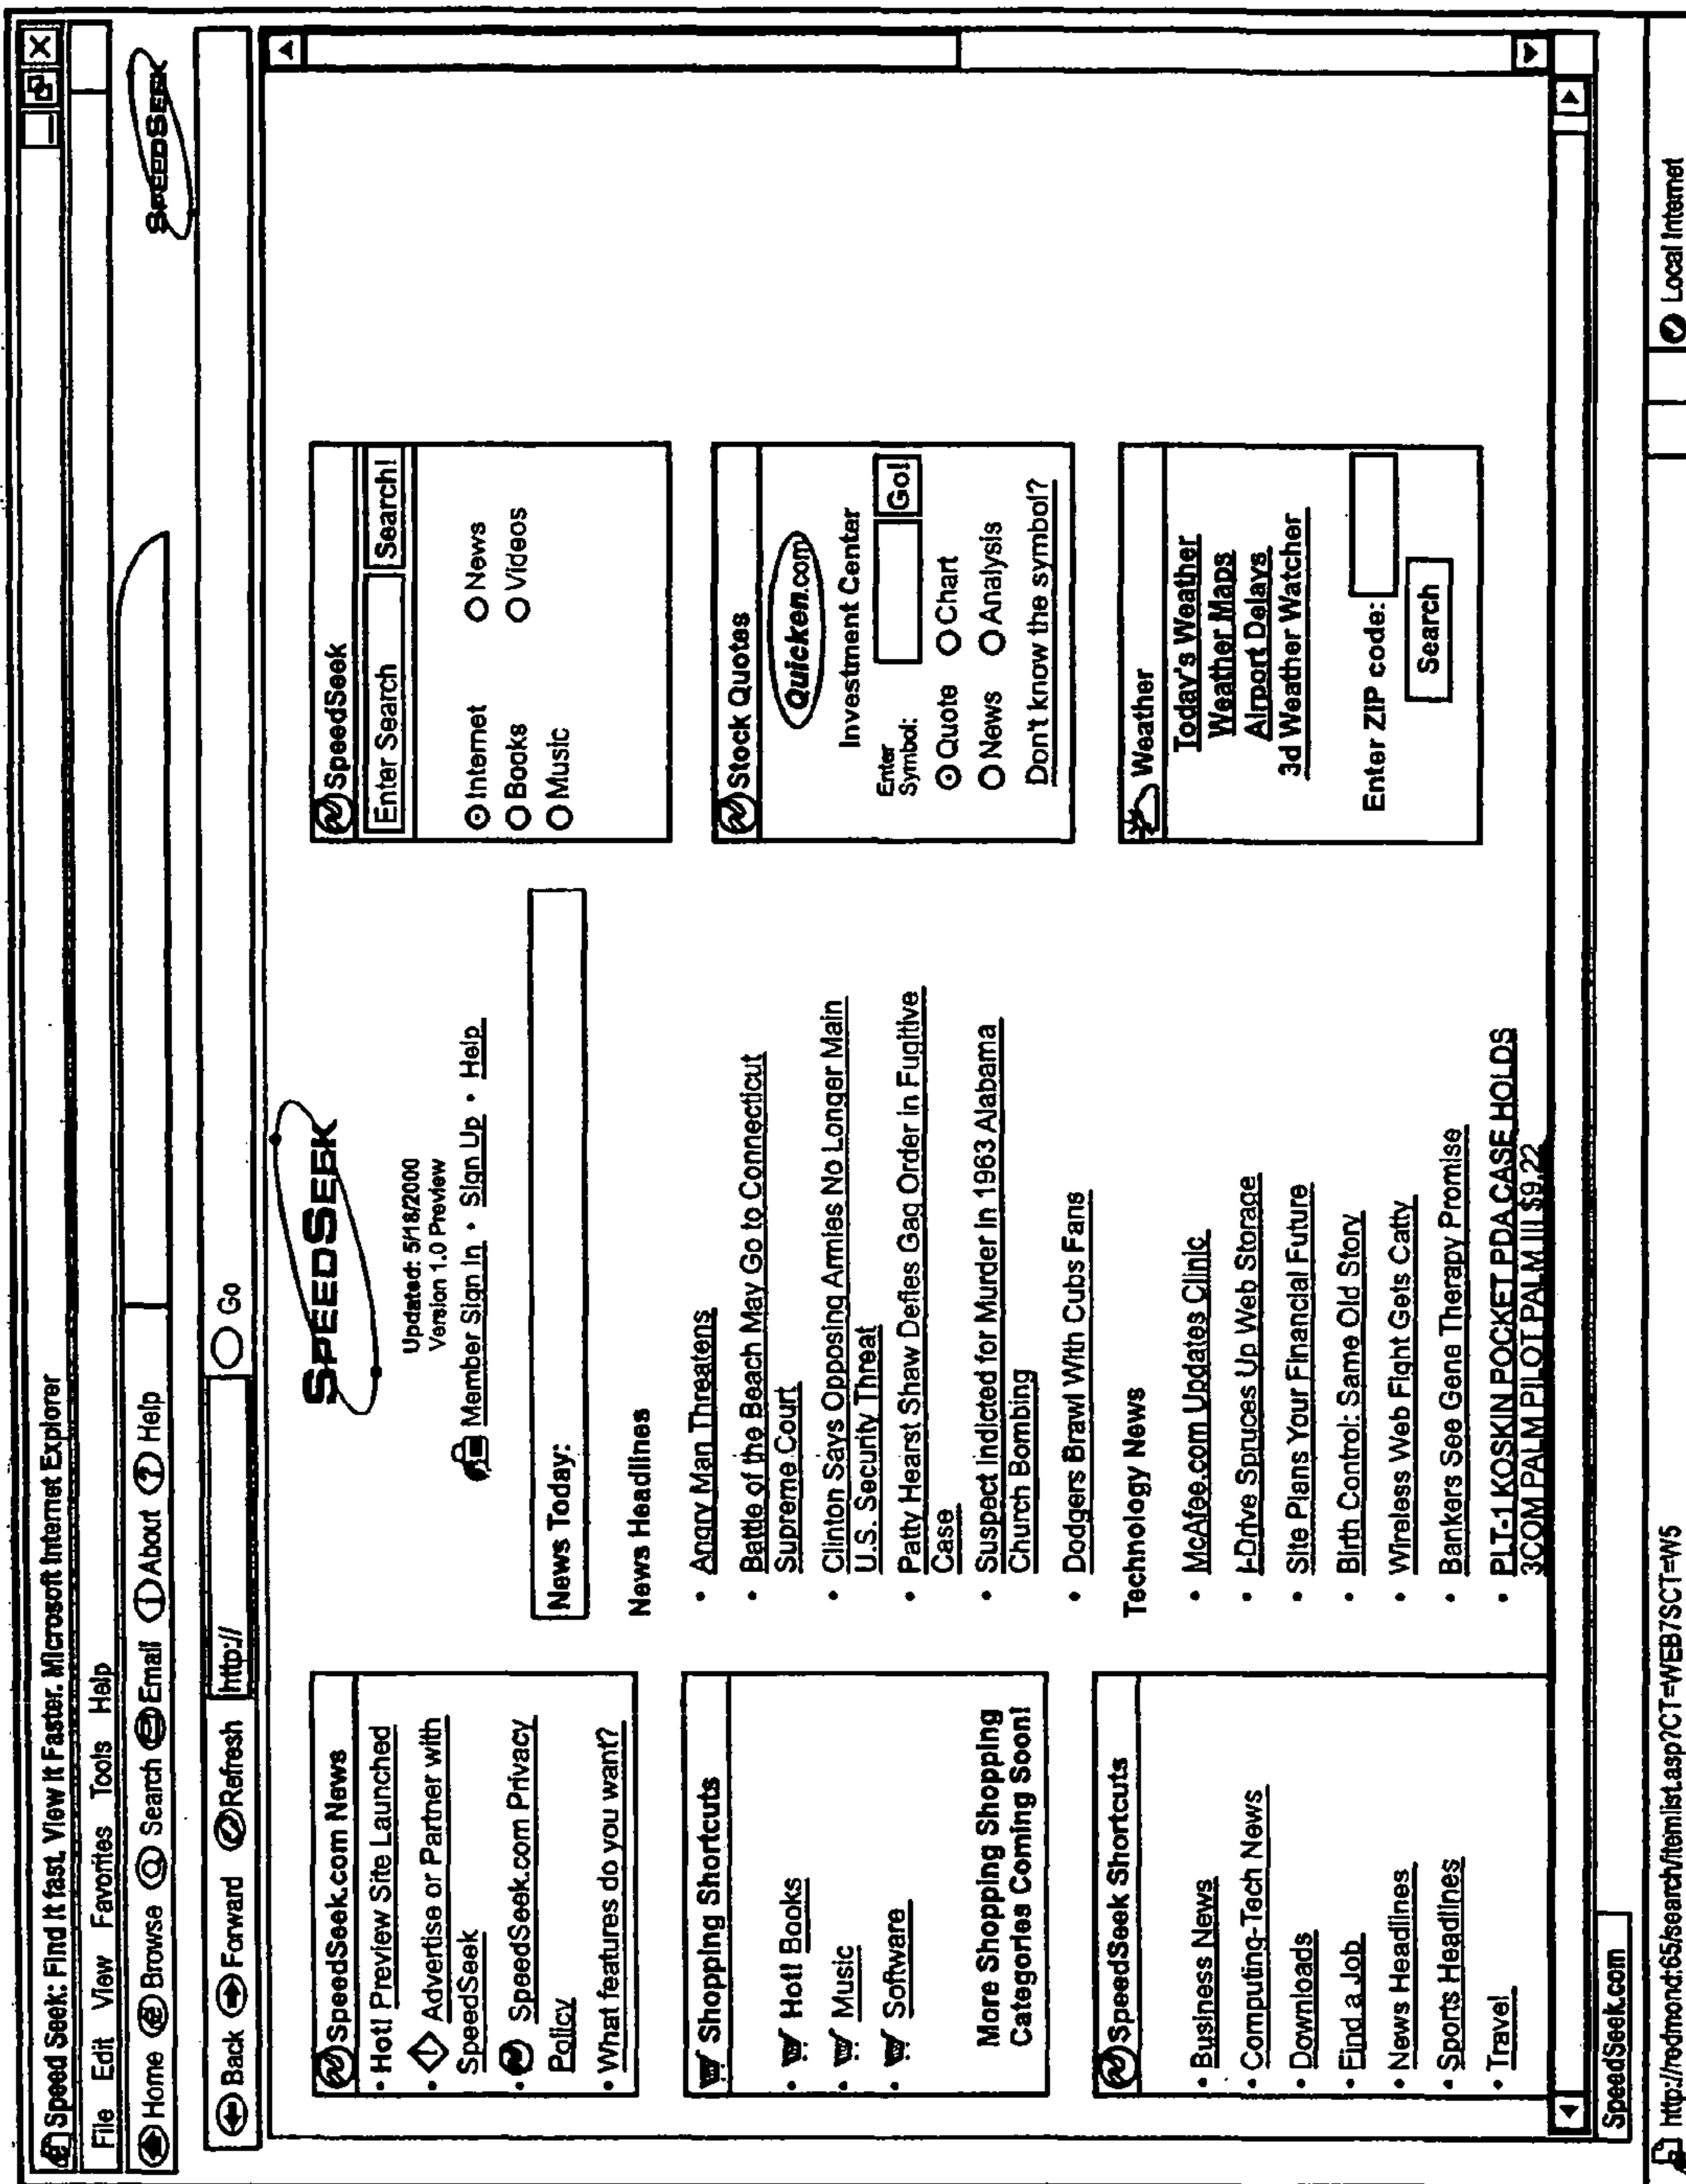 Speed Seek: Find It fast, View It Faster. Microsoft Internet Explorer
File Edit View Favorites Tools Help
Home Browse Search Email About Help
SPEEDSEEK
Back Forward Refresh http:// Go
SpeedSeek.com News
• Hot! Preview Site Launched
• Advertise or Partner with
SpeedSeek
• SpeedSeek.com Privacy
Policy
• What features do you want?
Shopping Shortcuts
• Hot! Books
• Music
• Software
More Shopping Shopping
Categories Coming Soon!
SpeedSeek Shortcuts
• Business News
• Computing-Tech News
• Downloads
• Find a Job
• News Headlines
• Sports Headlines
• Travel
SPEEDSEEK
Updated: 5/18/2000
Version 1.0 Preview
Member Sign In • Sign Up • Help
News Today:
News Headlines
• Angry Man Threatens
• Battle of the Beach May Go to Connecticut
Supreme Court
• Clinton Says Opposing Armies No Longer Main
U.S. Security Threat
• Patty Hearst Shaw Defies Gag Order in Fugitive
Case
• Suspect Indicted for Murder In 1963 Alabama
Church Bombing
• Dodgers Brawl With Cubs Fans
Technology News
• McAfee.com Updates Clinic
• I-Drive Spruces Up Web Storage
• Site Plans Your Financial Future
• Birth Control: Same Old Story
• Wireless Web Fight Gets Catty
• Bankers See Gene Therapy Promise
• PLT-1 KOSKIN POCKET PDA CASE HOLDS
3COM PALM PILOT PALM III $9.22
SpeedSeek
Enter Search Search!
Internet News
Books Videos
Music
Stock Quotes
Quicken.com
Investment Center
Enter
Symbol: Go!
Quote Chart
News Analysis
Don't know the symbol?
Weather
Today's Weather
Weather Maps
Airport Delays
3d Weather Watcher
Enter ZIP code:
Search
SpeedSeek.com
http://redmond:65/search/itemlist.asp?CT=WEB7SCT=W5 Local Internet